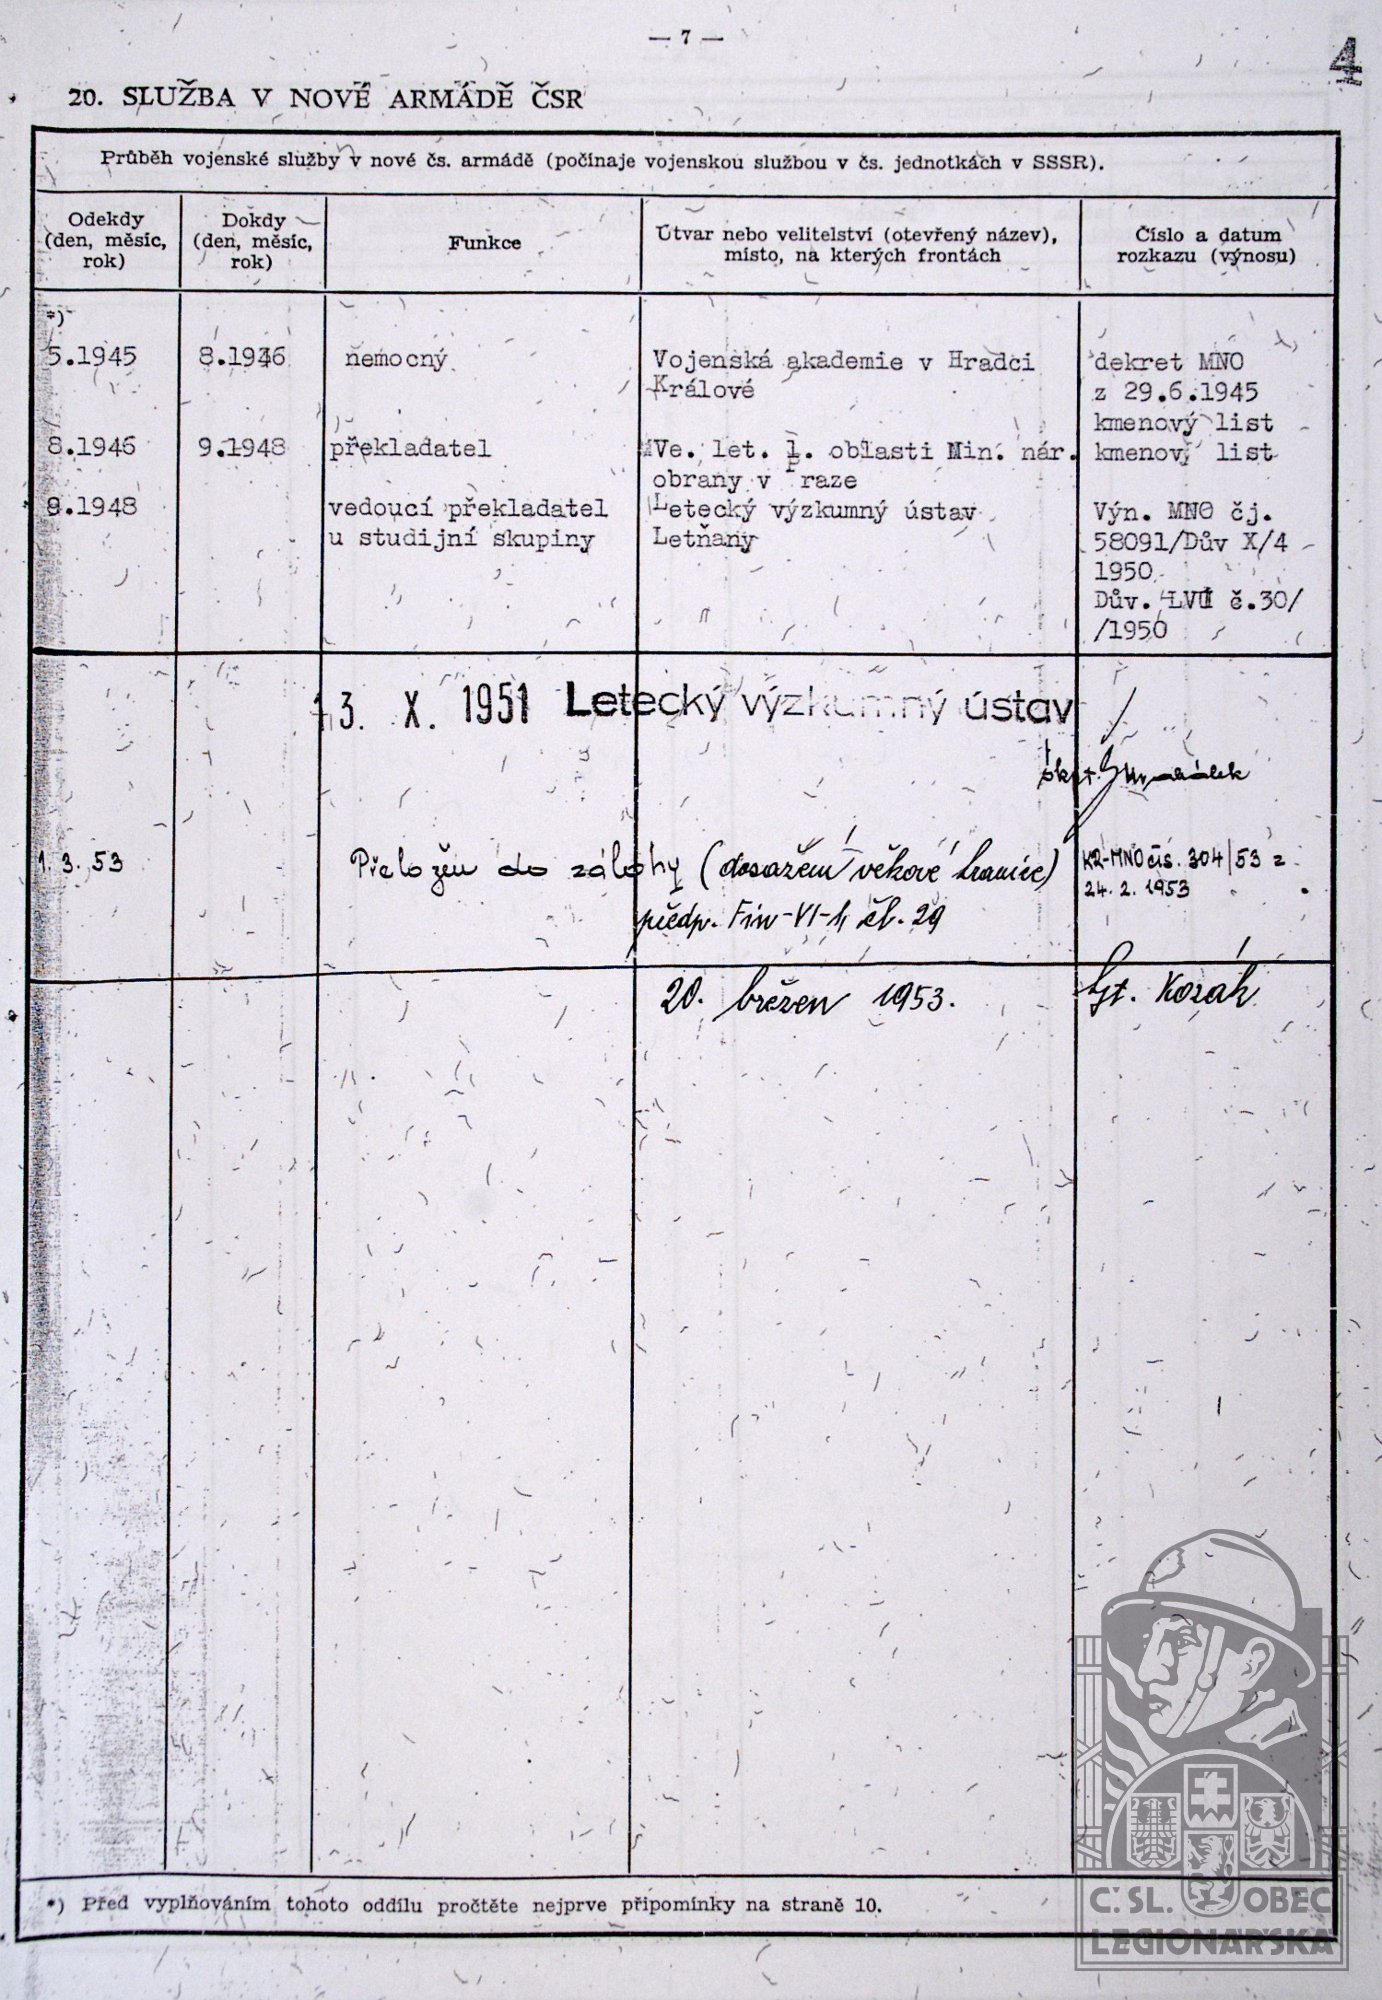 — 7 —
4
20. SLUŽBA V NOVÉ ARMÁDĚ ČSR
Průběh vojenské služby v nové čs. armádě (počínaje vojenskou službou v čs. jednotkách v SSSR).
Odekdy
(den, měsíc,
rok)
Dokdy
(den, měsíc,
rok)
Funkce
Útvar nebo velitelství (otevřený název),
místo, na kterých frontách
Číslo a datum
rozkazu (výnosu)
*)
5.1945
8.1946
nemocný
Vojenská akademie v Hradci
Králové
dekret MNO
z 29.6.1945
kmenový list
8.1946
9.1948
překladatel
Ve. let. 1. oblasti Min. nár.
obrany v Praze
kmenový list
9.1948
vedoucí překladatel
u studijní skupiny
Letecký výzkumný ústav
Letňany
Výn. MNO čj.
58091/Dův X/4
1950
Dův. LVÚ č.30/
/1950
13. X. 1951 Letecký výzkumný ústav
škpt.
1. 3. 53
Přeložen do zálohy (dosažení věkové hranice)
předp. Fin-VI-1, čl. 29
KR-MNO čís. 304/53 z
24. 2. 1953
20. březen 1953.
Kozák
*) Před vyplňováním tohoto oddílu pročtěte nejprve připomínky na straně 10.
Č.SL. OBEC
LEGIONÁŘSKÁ